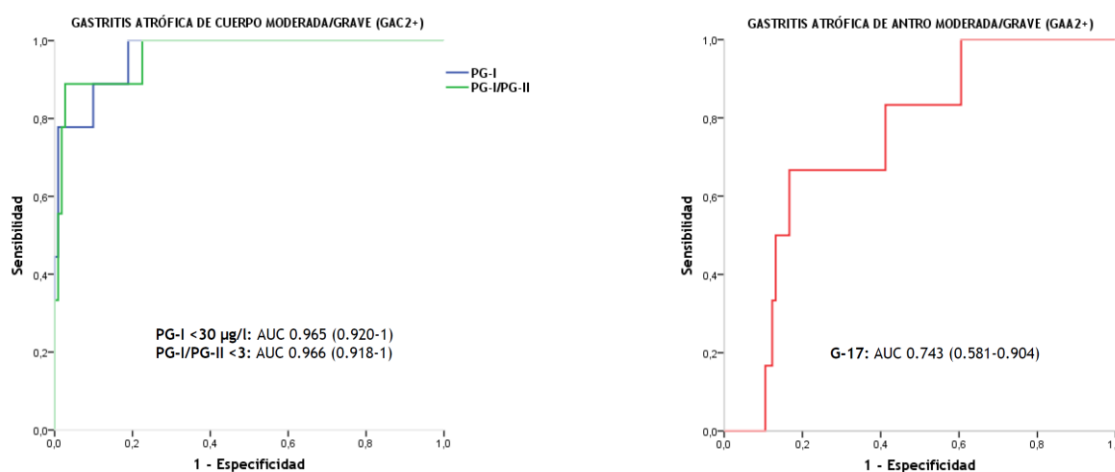 GASTRITIS ATRÓFICA DE CUERPO MODERADA/GRAVE (GAC2+)
1,0
0,8
0,6
0,4
0,2
0,0
Sensibilidad
0,0 0,2 0,4 0,6 0,8 1,0
1 - Especificidad
PG-I
PG-I/PG-II
PG-I <30 µg/l: AUC 0.965 (0.920-1)
PG-I/PG-II <3: AUC 0.966 (0.918-1)
GASTRITIS ATRÓFICA DE ANTRO MODERADA/GRAVE (GAA2+)
1,0
0,8
0,6
0,4
0,2
0,0
Sensibilidad
0,0 0,2 0,4 0,6 0,8 1,0
1 - Especificidad
G-17: AUC 0.743 (0.581-0.904)